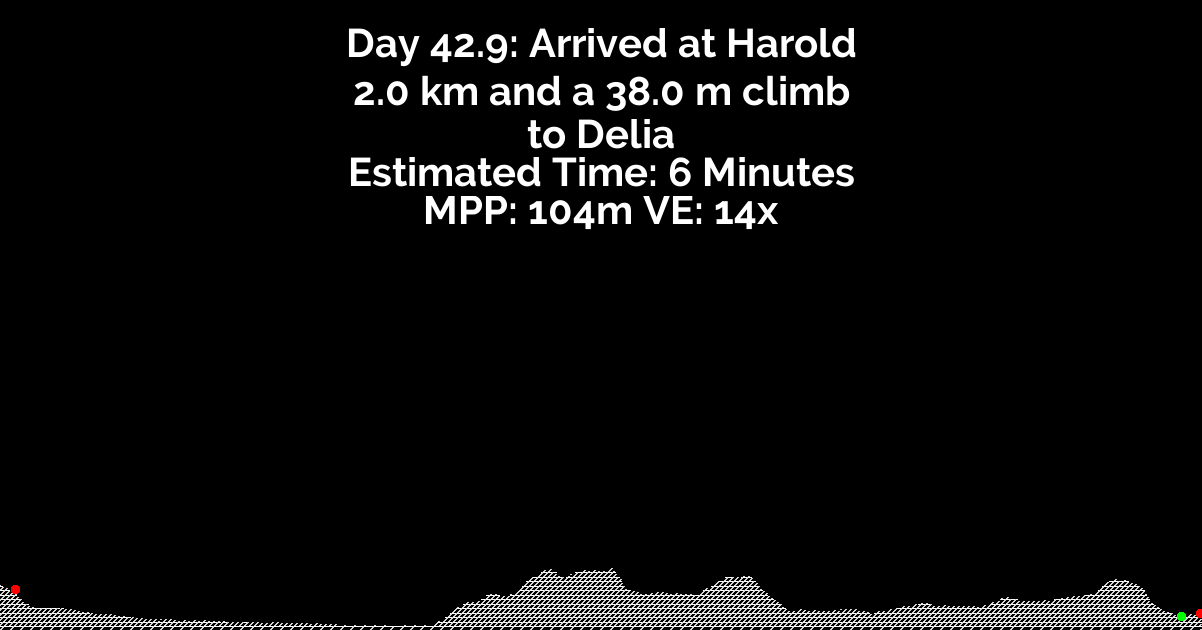 Day 42.9: Arrived at Harold
2.0 km and a 38.0 m climb
to Delia
Estimated Time: 6 Minutes
MPP: 104m VE: 14x